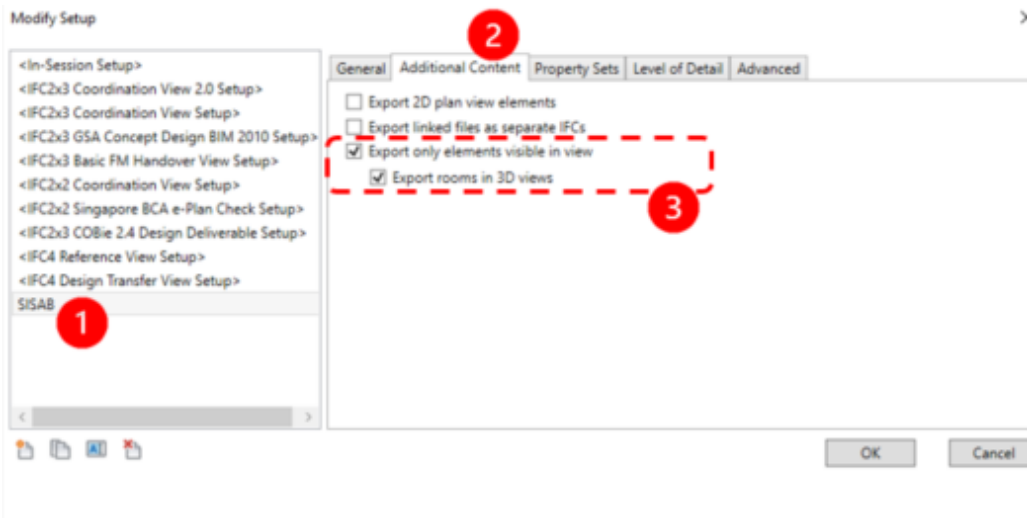 Modify Setup
2
<In-Session Setup>
<IFC2x3 Coordination View 2.0 Setup>
<IFC2x3 Coordination View Setup>
<IFC2x3 GSA Concept Design BIM 2010 Setup>
<IFC2x3 Basic FM Handover View Setup>
<IFC2x2 Coordination View Setup>
<IFC2x2 Singapore BCA e-Plan Check Setup>
<IFC2x3 COBie 2.4 Design Deliverable Setup>
<IFC4 Reference View Setup>
<IFC4 Design Transfer View Setup>
SISAB
1
General Additional Content Property Sets Level of Detail Advanced
Export 2D plan view elements
Export linked files as separate IFCs
Export only elements visible in view
Export rooms in 3D views
3
OK Cancel